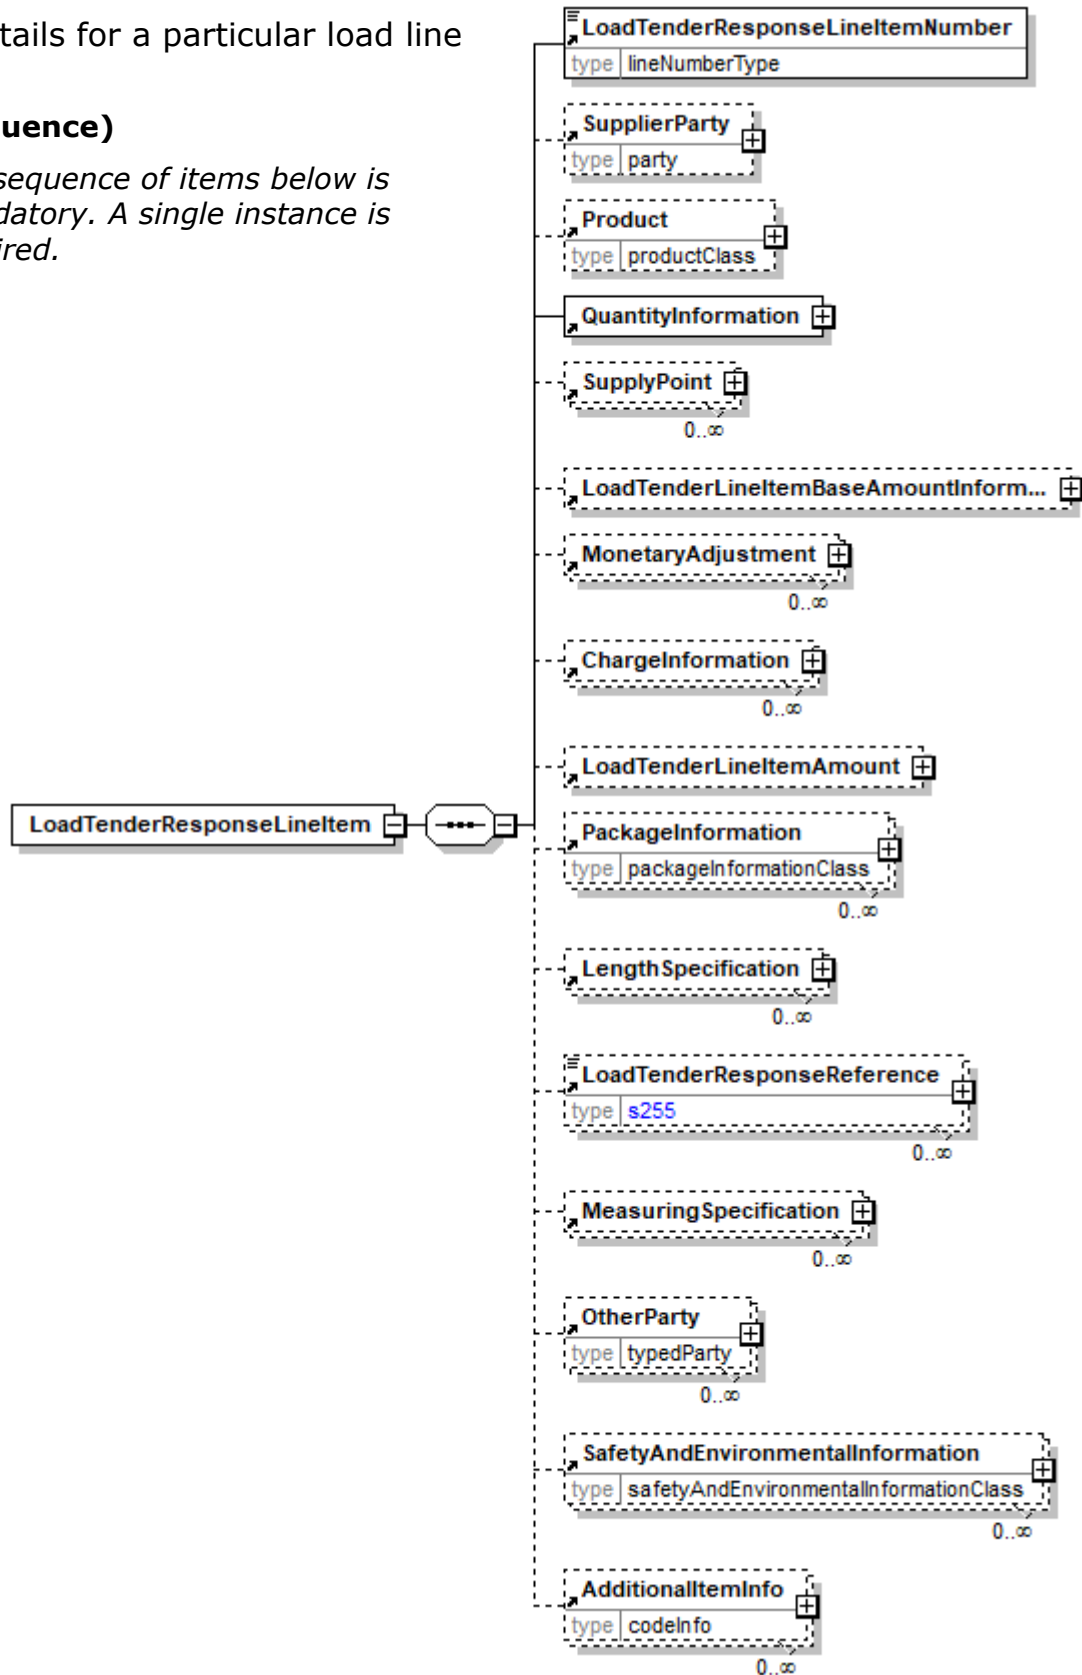 tails for a particular load line
uence)
sequence of items below is
datory. A single instance is
ired.
LoadTenderResponseLineItem
LoadTenderResponseLineItemNumber
type lineNumberType
SupplierParty
type party
Product
type productClass
QuantityInformation
SupplyPoint
0..∞
LoadTenderLineItemBaseAmountInform...
MonetaryAdjustment
0..∞
ChargeInformation
0..∞
LoadTenderLineItemAmount
PackageInformation
type packageInformationClass
0..∞
LengthSpecification
0..∞
LoadTenderResponseReference
type s255
0..∞
MeasuringSpecification
0..∞
OtherParty
type typedParty
0..∞
SafetyAndEnvironmentalInformation
type safetyAndEnvironmentalInformationClass
0..∞
AdditionalItemInfo
type codeInfo
0..∞